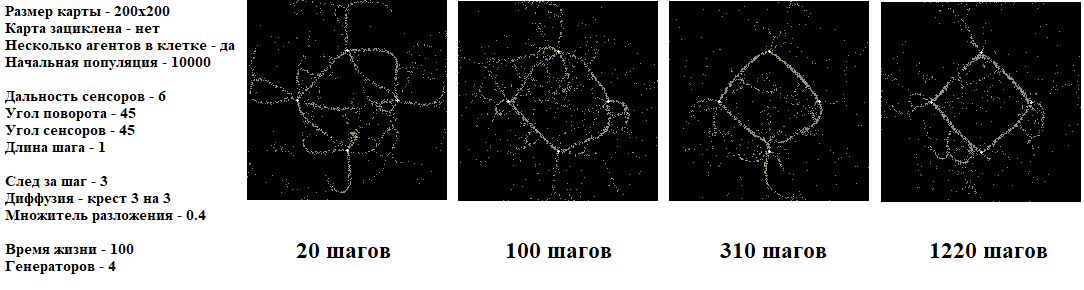 Размер карты - 200x200
Карта зациклена - нет
Несколько агентов в клетке - да
Начальная популяция - 10000
Дальность сенсоров - 6
Угол поворота - 45
Угол сенсоров - 45
Длина шага - 1
След за шаг - 3
Диффузия - крест 3 на 3
Множитель разложения - 0.4
Время жизни - 100
Генераторов - 4
20 шагов
100 шагов
310 шагов
1220 шагов